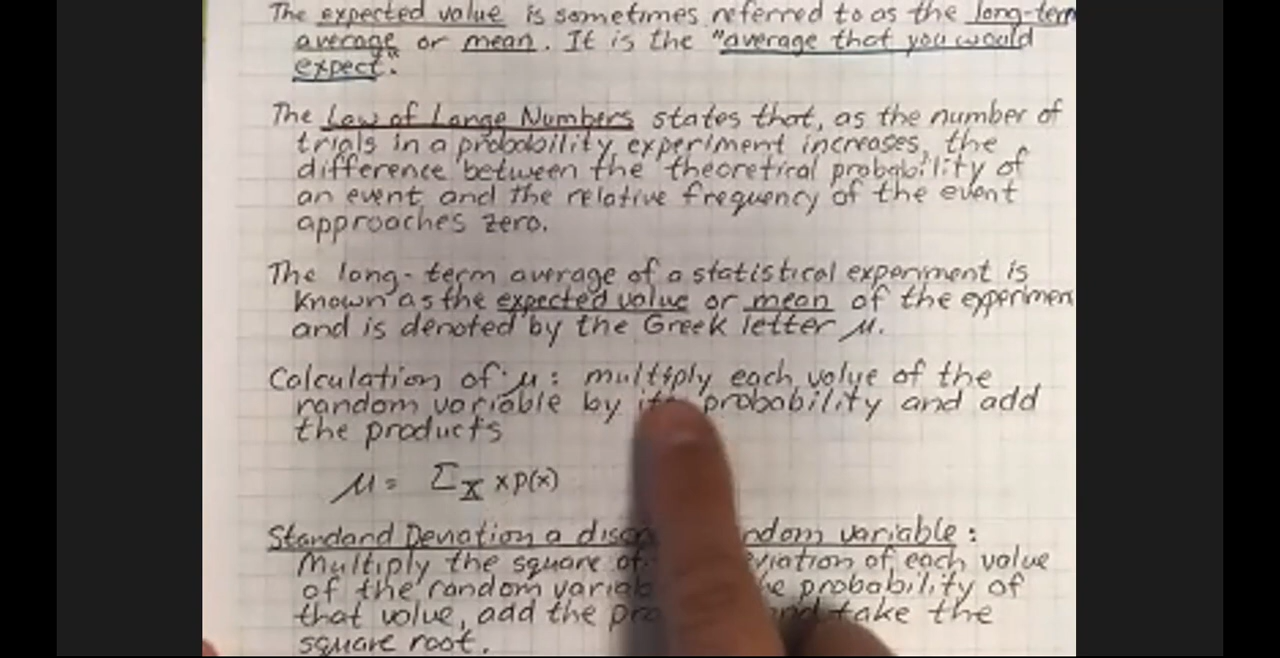 The expected value is sometimes referred to as the long-term
average or mean. It is the "average that you would
expect".
The Law of Large Numbers states that, as the number of
trials in a probability experiment increases, the
difference between the theoretical probability of
an event and the relative frequency of the event
approaches zero.
The long-term average of a statistical experiment is
known as the expected value or mean of the experimen
and is denoted by the Greek letter μ.
Calculation of μ: multiply each value of the
random variable by its probability and add
the products
μ = Σx xp(x)
Standard Deviation a variable:
Multiply the square of of each value
of the random probability of
that value, add the and take the
square root.